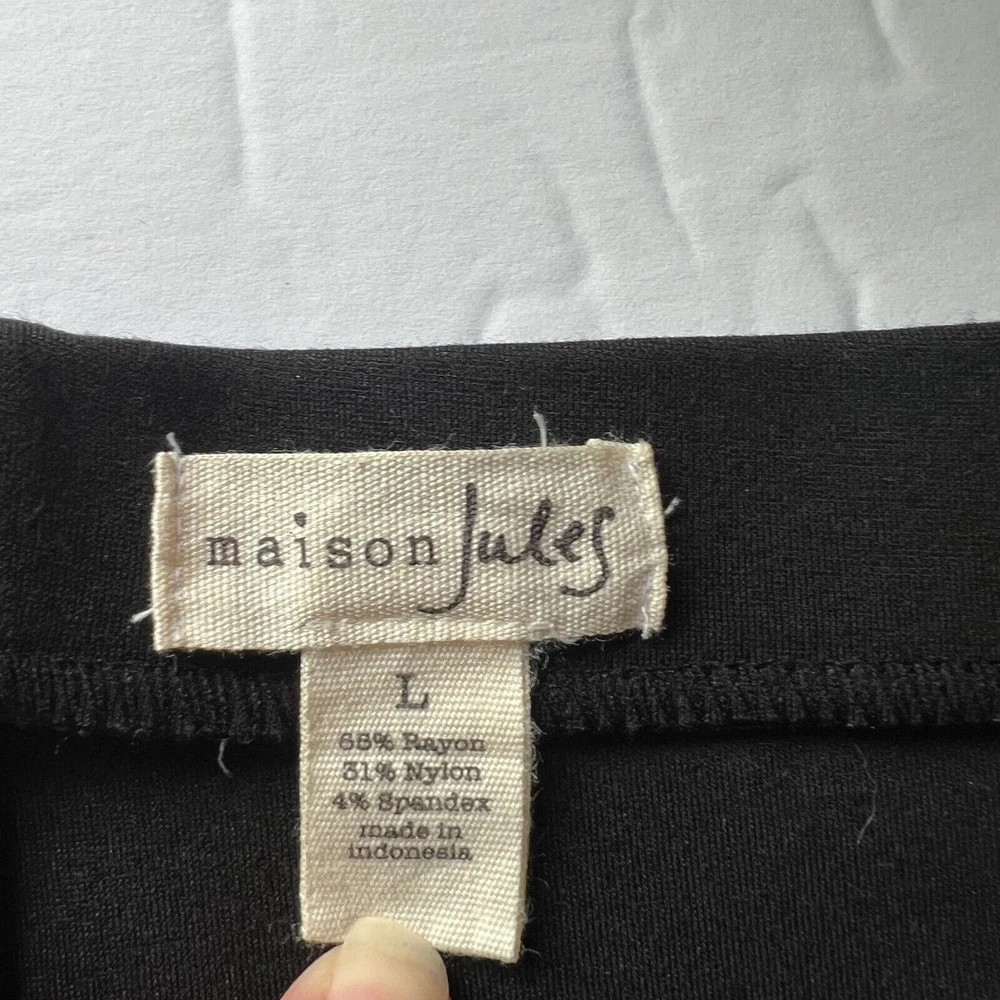 maison Jules
L
65% Rayon
31% Nylon
4% Spandex
made in
indonesia